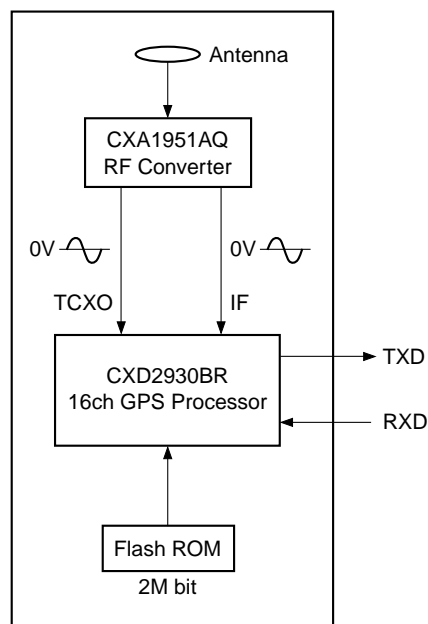 Antenna
CXA1951AQ
RF Converter
0V
0V
TCXO
IF
CXD2930BR
16ch GPS Processor
TXD
RXD
Flash ROM
2M bit